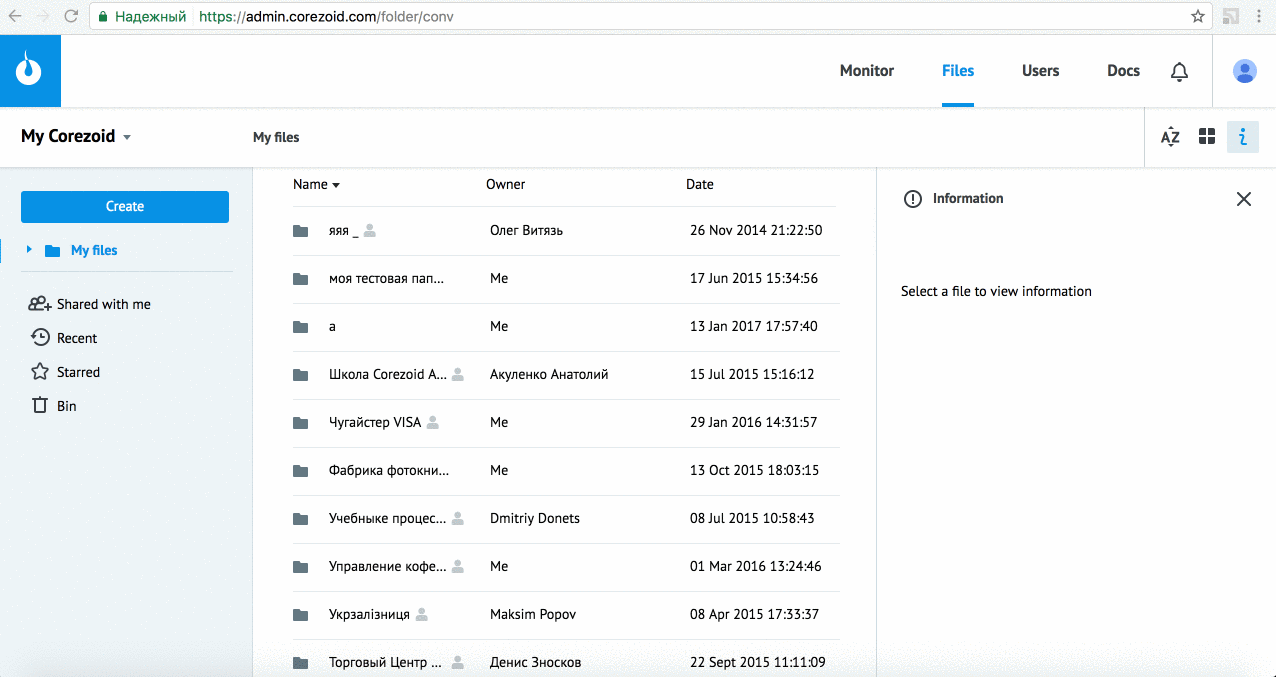 Надежный https://admin.corezoid.com/folder/conv
Monitor Files Users Docs
My Corezoid My files AZ
Create
My files
Shared with me
Recent
Starred
Bin
Name Owner Date
яяя _ Олег Витязь 26 Nov 2014 21:22:50
моя тестовая пап... Me 17 Jun 2015 15:34:56
a Me 13 Jan 2017 17:57:40
Школа Corezoid A... Акуленко Анатолий 15 Jul 2015 15:16:12
Чугайстер VISA Me 29 Jan 2016 14:31:57
Фабрика фотокни... Me 13 Oct 2015 18:03:15
Учебныке процес... Dmitriy Donets 08 Jul 2015 10:58:43
Управление кофе... Me 01 Mar 2016 13:24:46
Укрзалізниця Maksim Popov 08 Apr 2015 17:33:37
Торговый Центр ... Денис Зносков 22 Sept 2015 11:11:09
Information
Select a file to view information